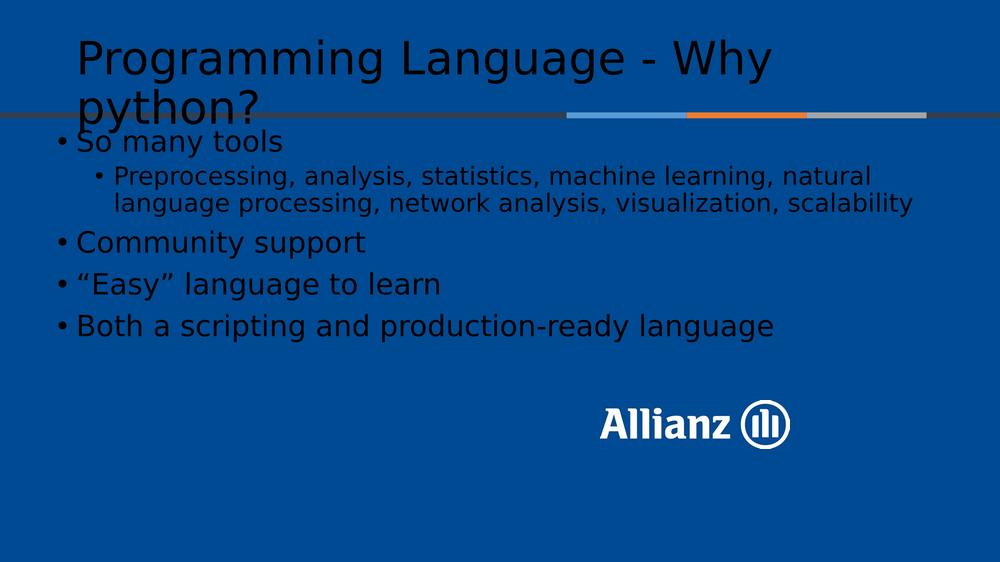 Programming Language - Why
python?
• So many tools
• Preprocessing, analysis, statistics, machine learning, natural
language processing, network analysis, visualization, scalability
• Community support
• “Easy” language to learn
• Both a scripting and production-ready language
Allianz